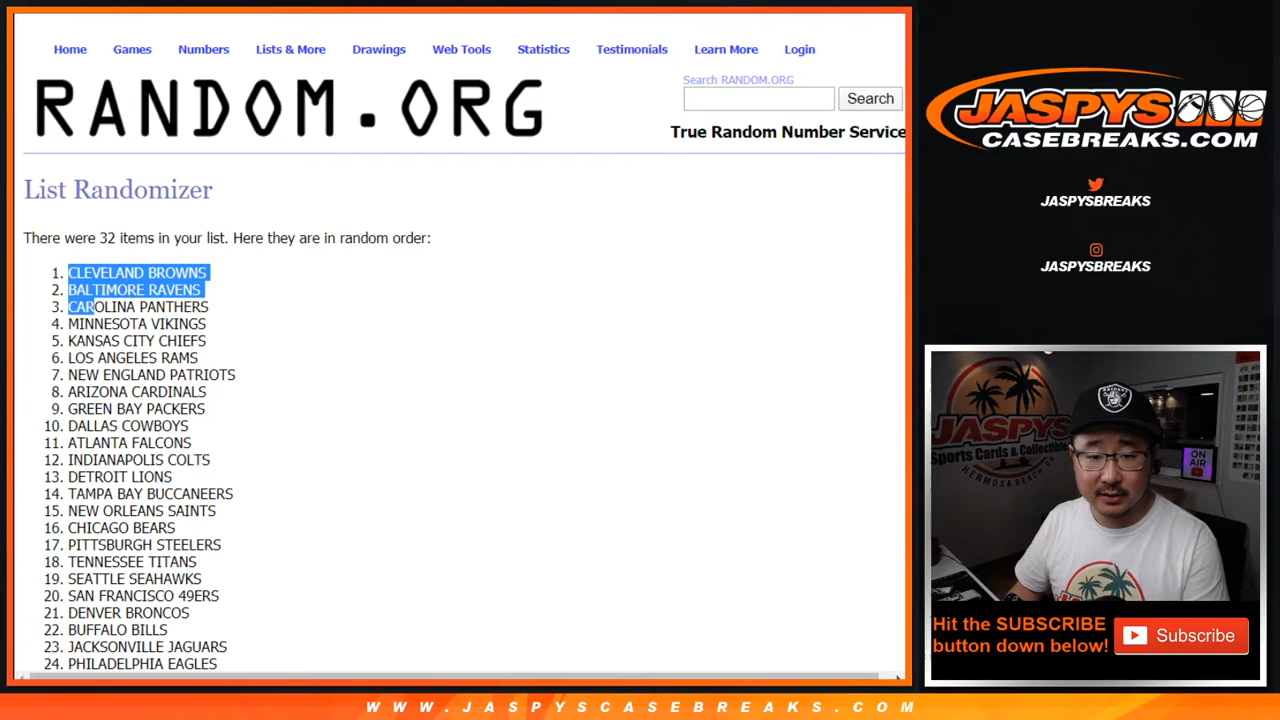 Home Games Numbers Lists & More Drawings Web Tools Statistics Testimonials Learn More Login
RANDOM.ORG
Search RANDOM.ORG
Search
True Random Number Service
List Randomizer
There were 32 items in your list. Here they are in random order:
1. CLEVELAND BROWNS
2. BALTIMORE RAVENS
3. CAROLINA PANTHERS
4. MINNESOTA VIKINGS
5. KANSAS CITY CHIEFS
6. LOS ANGELES RAMS
7. NEW ENGLAND PATRIOTS
8. ARIZONA CARDINALS
9. GREEN BAY PACKERS
10. DALLAS COWBOYS
11. ATLANTA FALCONS
12. INDIANAPOLIS COLTS
13. DETROIT LIONS
14. TAMPA BAY BUCCANEERS
15. NEW ORLEANS SAINTS
16. CHICAGO BEARS
17. PITTSBURGH STEELERS
18. TENNESSEE TITANS
19. SEATTLE SEAHAWKS
20. SAN FRANCISCO 49ERS
21. DENVER BRONCOS
22. BUFFALO BILLS
23. JACKSONVILLE JAGUARS
24. PHILADELPHIA EAGLES
JASPYS
CASEBREAKS.COM
JASPYSBREAKS
JASPYSBREAKS
JASPYS
Sports Cards & Collectibles
HERMOSA BEACH, CA
RAIDERS
ON
AIR
Hit the SUBSCRIBE
button down below!
Subscribe
WWW.JASPYSCASEBREAKS.COM